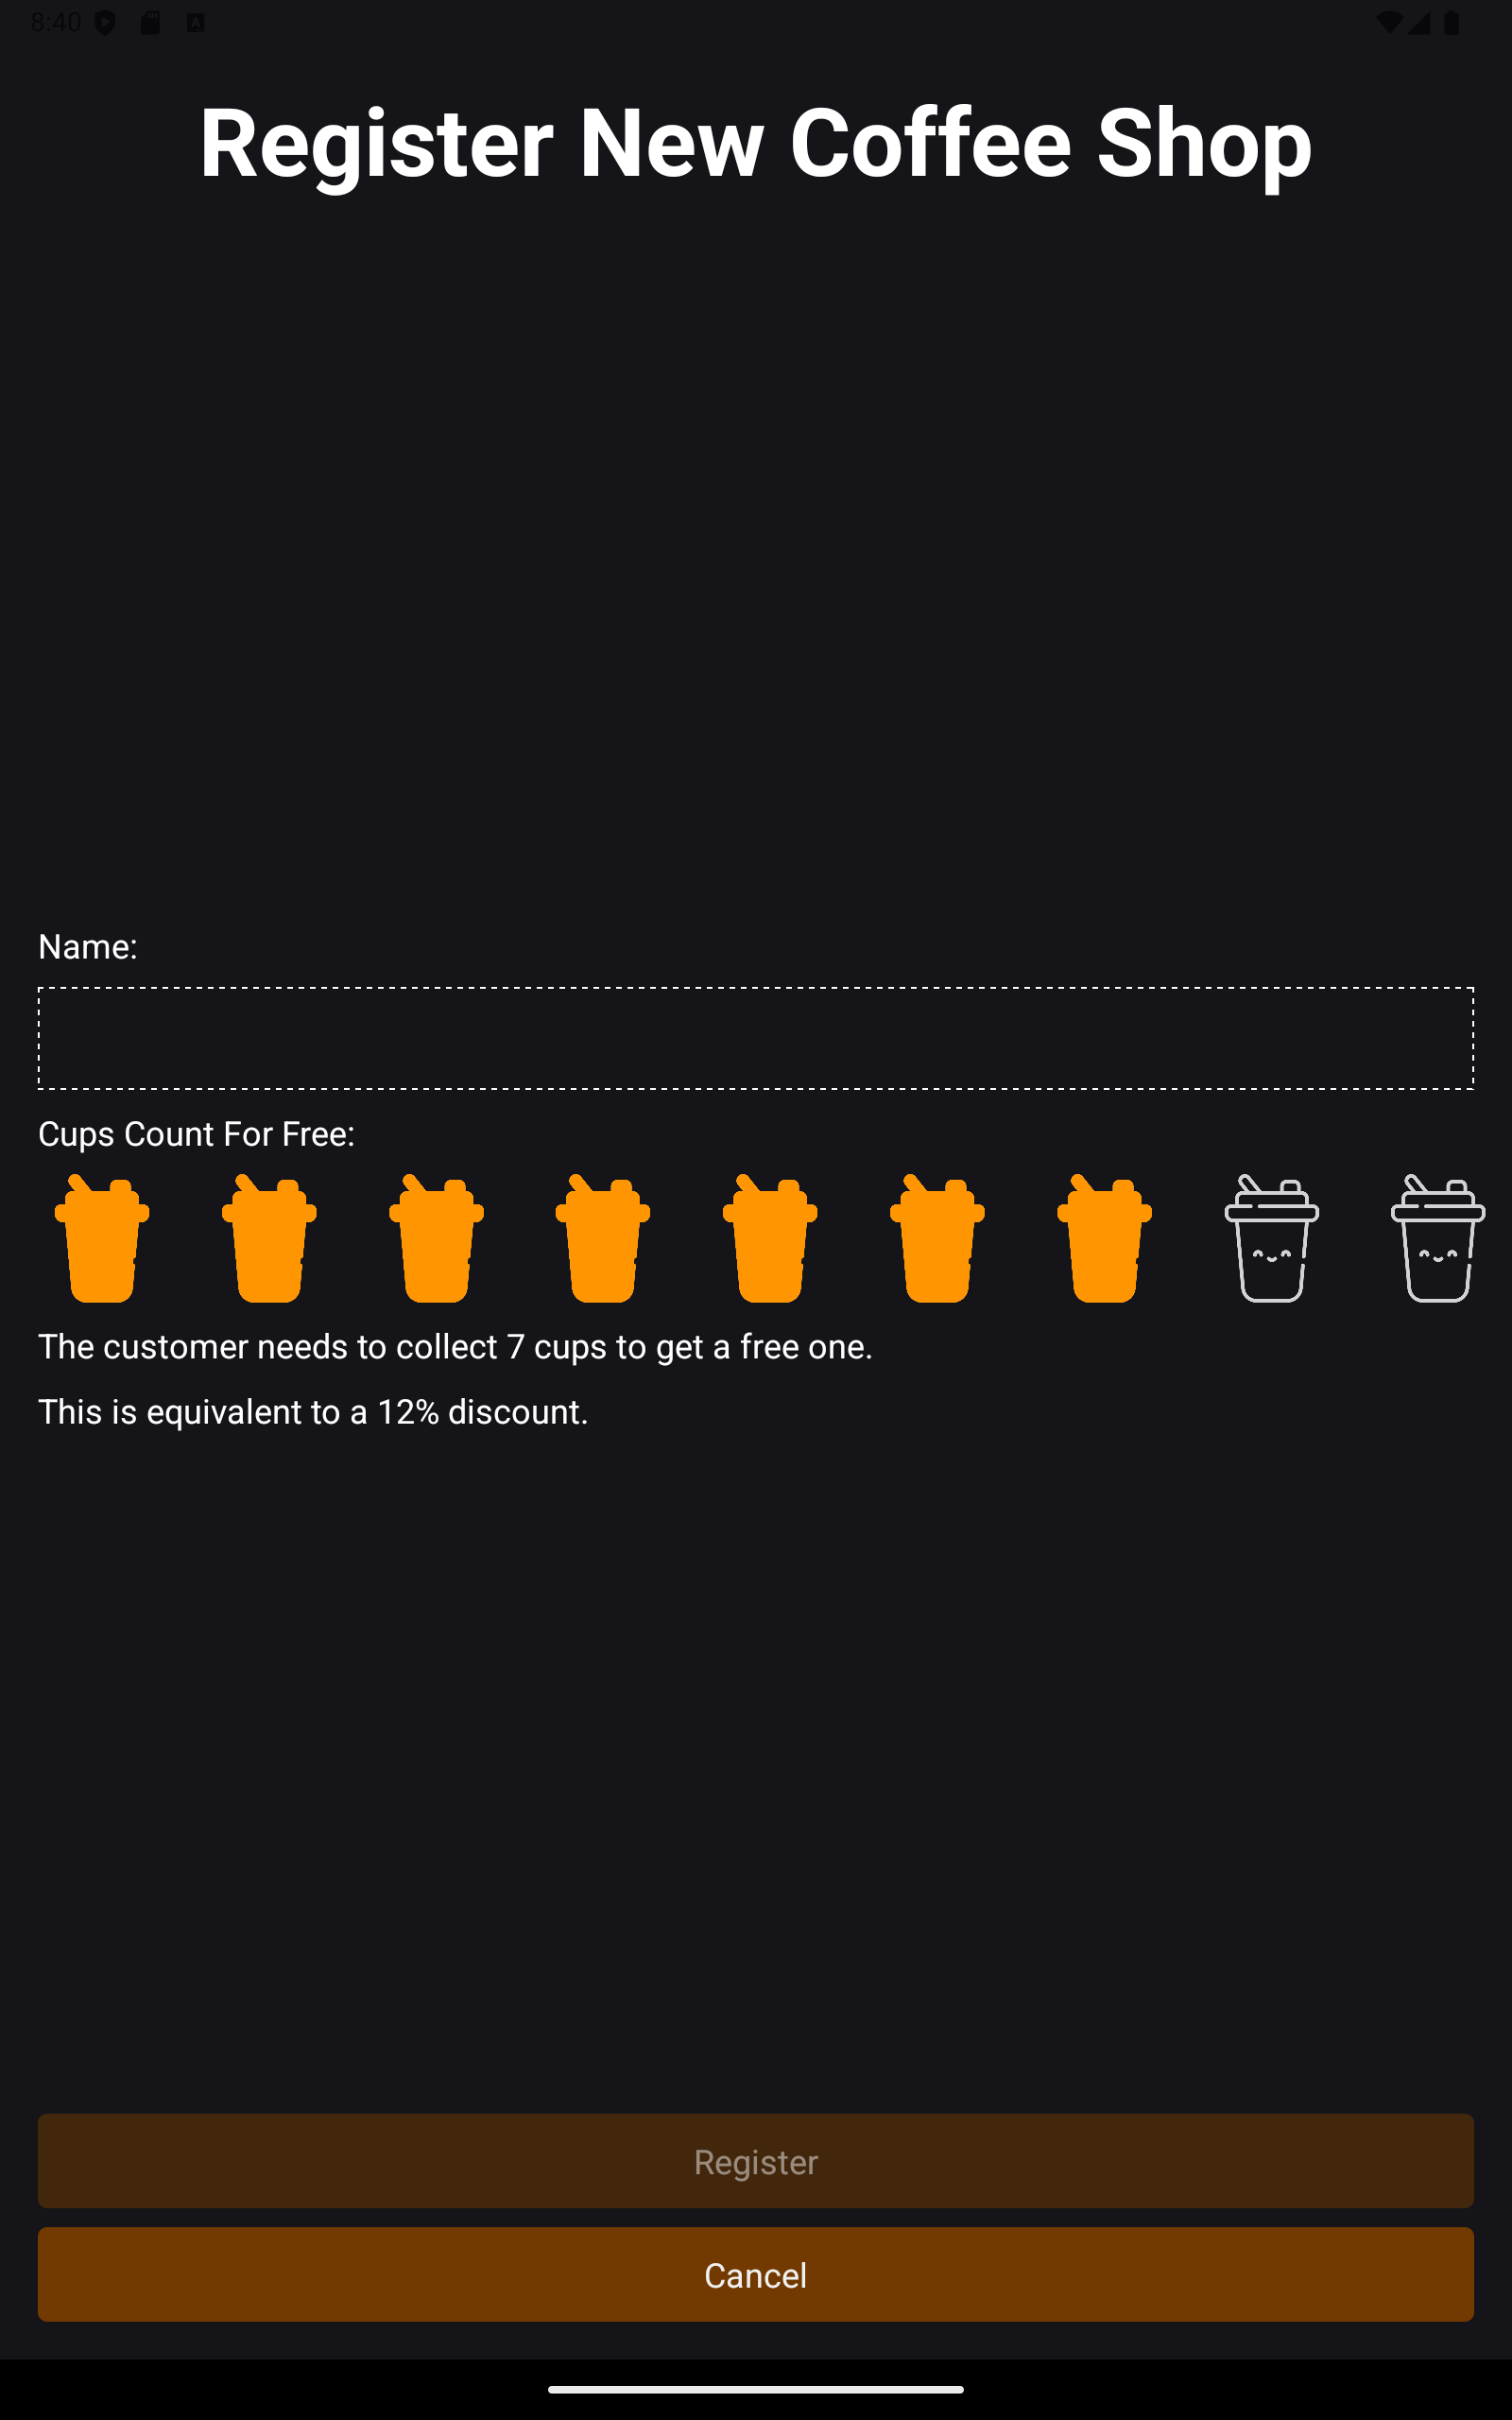 8:40
Register New Coffee Shop
Name:
Cups Count For Free:
The customer needs to collect 7 cups to get a free one.
This is equivalent to a 12% discount.
Register
Cancel